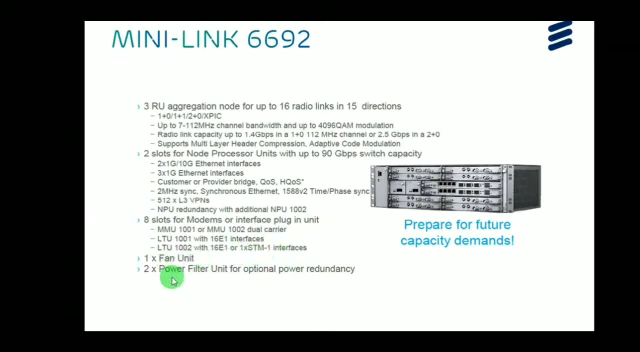 MINI-LINK 6692
› 3 RU aggregation node for up to 16 radio links in 15 directions
– 1+0/1+1/2+0/XPIC
– Up to 7-112MHz channel bandwidth and up to 4096QAM modulation
– Radio link capacity up to 1.4Gbps in a 1+0 112 MHz channel or 2.5 Gbps in a 2+0
– Supports Multi Layer Header Compression, Adaptive Code Modulation
› 2 slots for Node Processor Units with up to 90 Gbps switch capacity
– 2x1G/10G Ethernet interfaces
– 3x1G Ethernet interfaces
– Customer or Provider bridge, QoS, HQoS*
– 2MHz sync, Synchronous Ethernet, 1588v2 Time/Phase sync
– 512 x L3 VPNs
– NPU redundancy with additional NPU 1002
› 8 slots for Modems or interface plug in unit
– MMU 1001 or MMU 1002 dual carrier
– LTU 1001 with 16E1 interfaces
– LTU 1002 with 16E1 or 1xSTM-1 interfaces
› 1 x Fan Unit
› 2 x Power Filter Unit for optional power redundancy
Prepare for future
capacity demands!